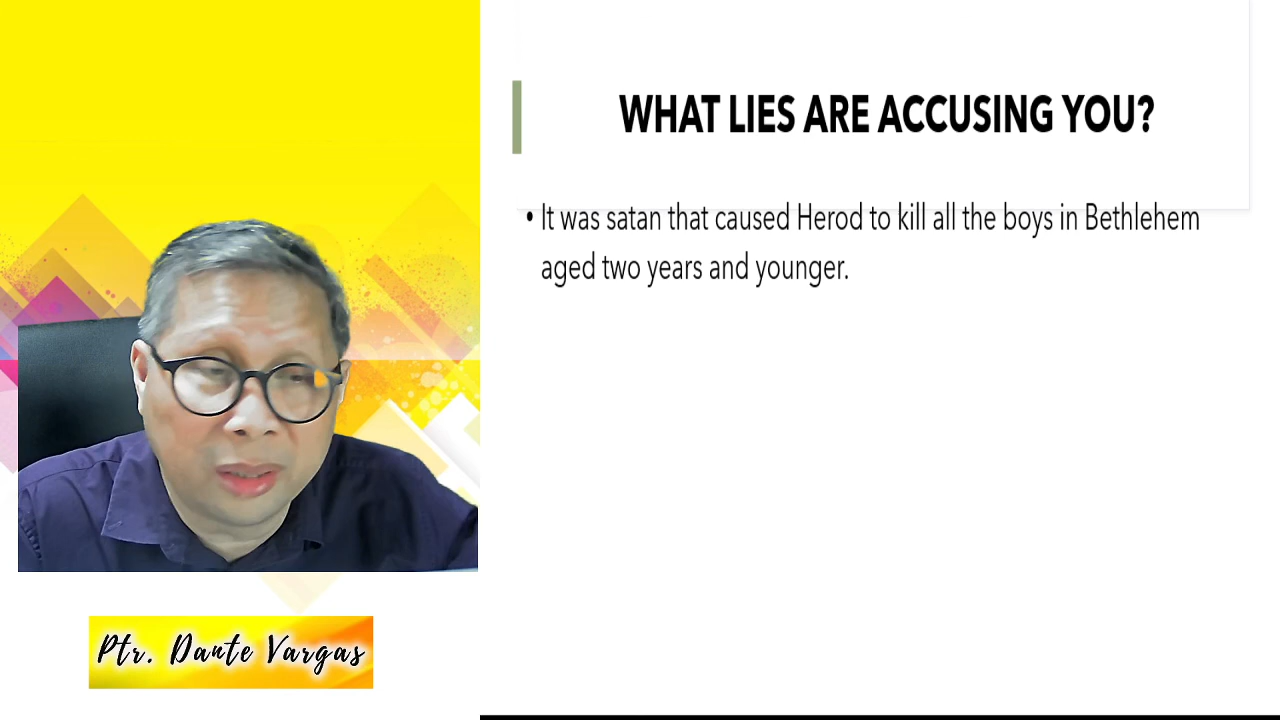 WHAT LIES ARE ACCUSING YOU?
• It was satan that caused Herod to kill all the boys in Bethlehem
aged two years and younger.
Ptr. Dante Vargas